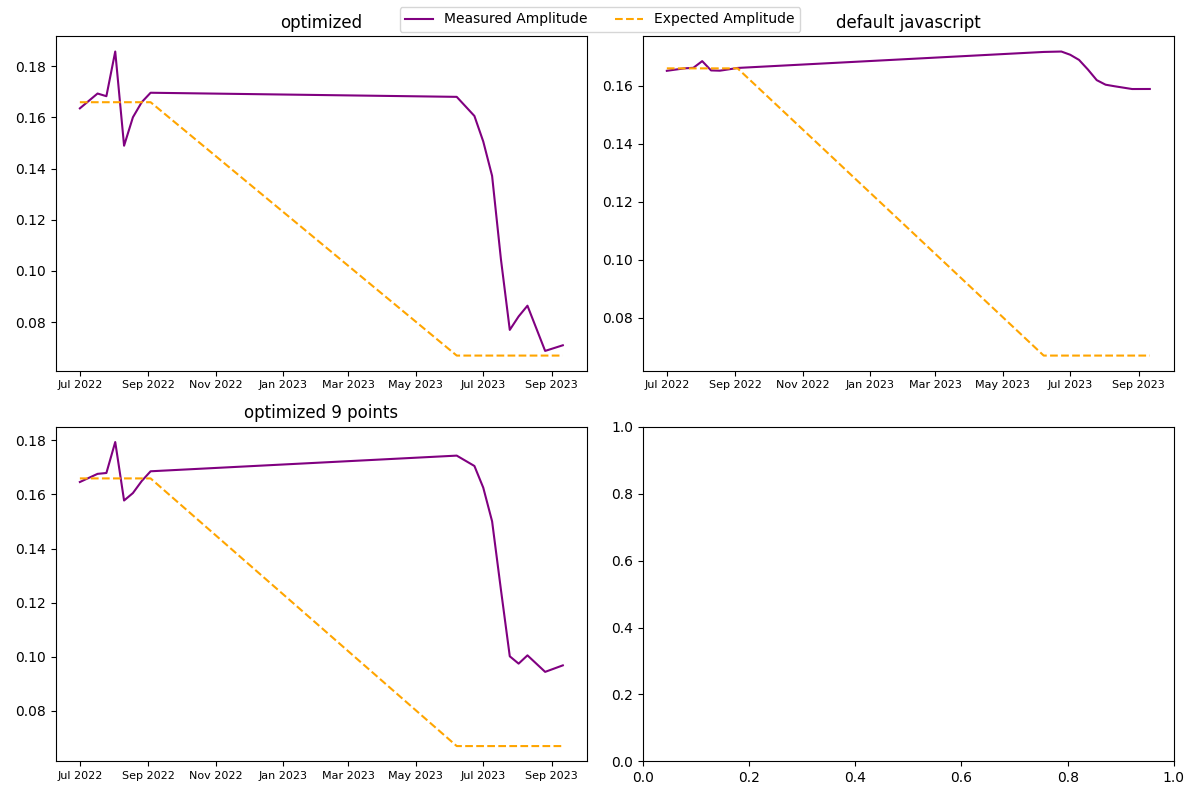 Measured Amplitude Expected Amplitude
optimized
0.18
0.16
0.14
0.12
0.10
0.08
Jul 2022 Sep 2022 Nov 2022 Jan 2023 Mar 2023 May 2023 Jul 2023 Sep 2023
default javascript
0.16
0.14
0.12
0.10
0.08
Jul 2022 Sep 2022 Nov 2022 Jan 2023 Mar 2023 May 2023 Jul 2023 Sep 2023
optimized 9 points
0.18
0.16
0.14
0.12
0.10
0.08
Jul 2022 Sep 2022 Nov 2022 Jan 2023 Mar 2023 May 2023 Jul 2023 Sep 2023
1.0
0.8
0.6
0.4
0.2
0.0
0.0 0.2 0.4 0.6 0.8 1.0